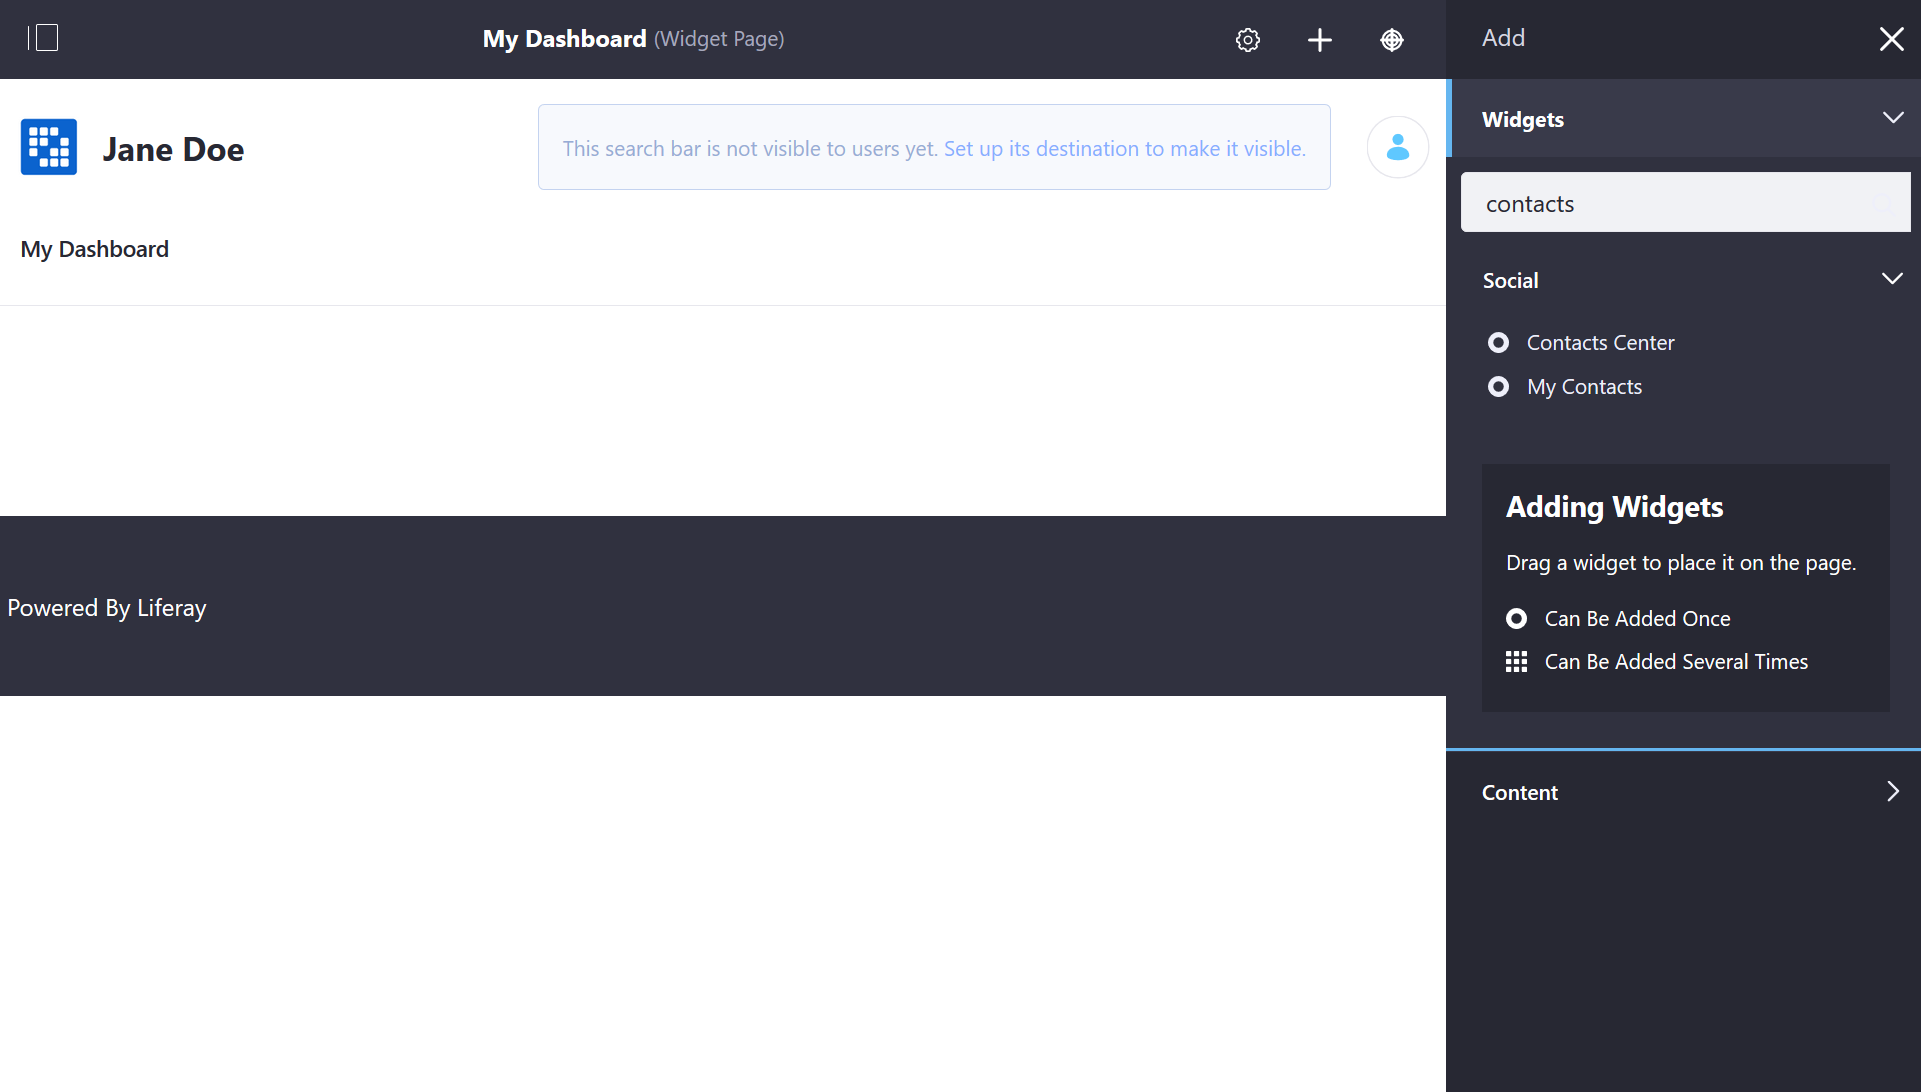 My Dashboard (Widget Page)
Add
Jane Doe
This search bar is not visible to users yet. Set up its destination to make it visible.
My Dashboard
Powered By Liferay
Widgets
contacts
Social
Contacts Center
My Contacts
Adding Widgets
Drag a widget to place it on the page.
Can Be Added Once
Can Be Added Several Times
Content